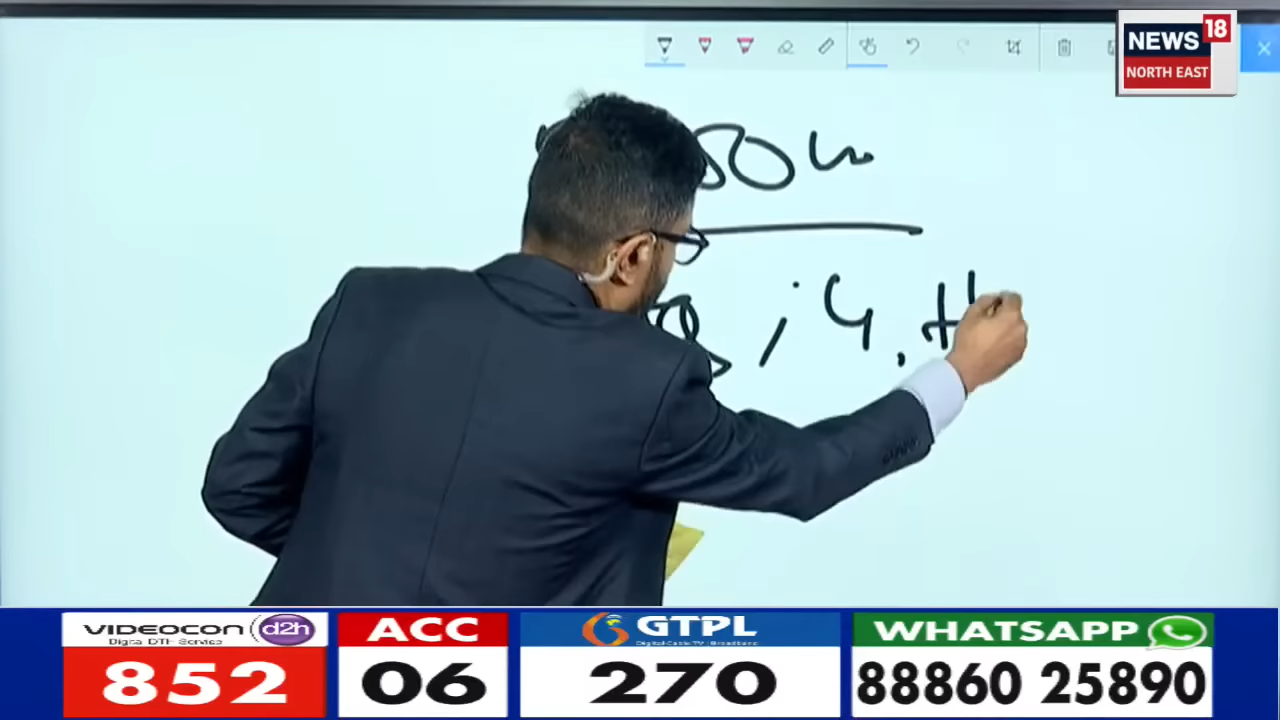 NEWS 18
NORTH EAST
VIDEOCON d2h
Digital DTH Service
852
ACC
06
GTPL
Digital Cable TV | Broadband
270
WHATSAPP
88860 25890